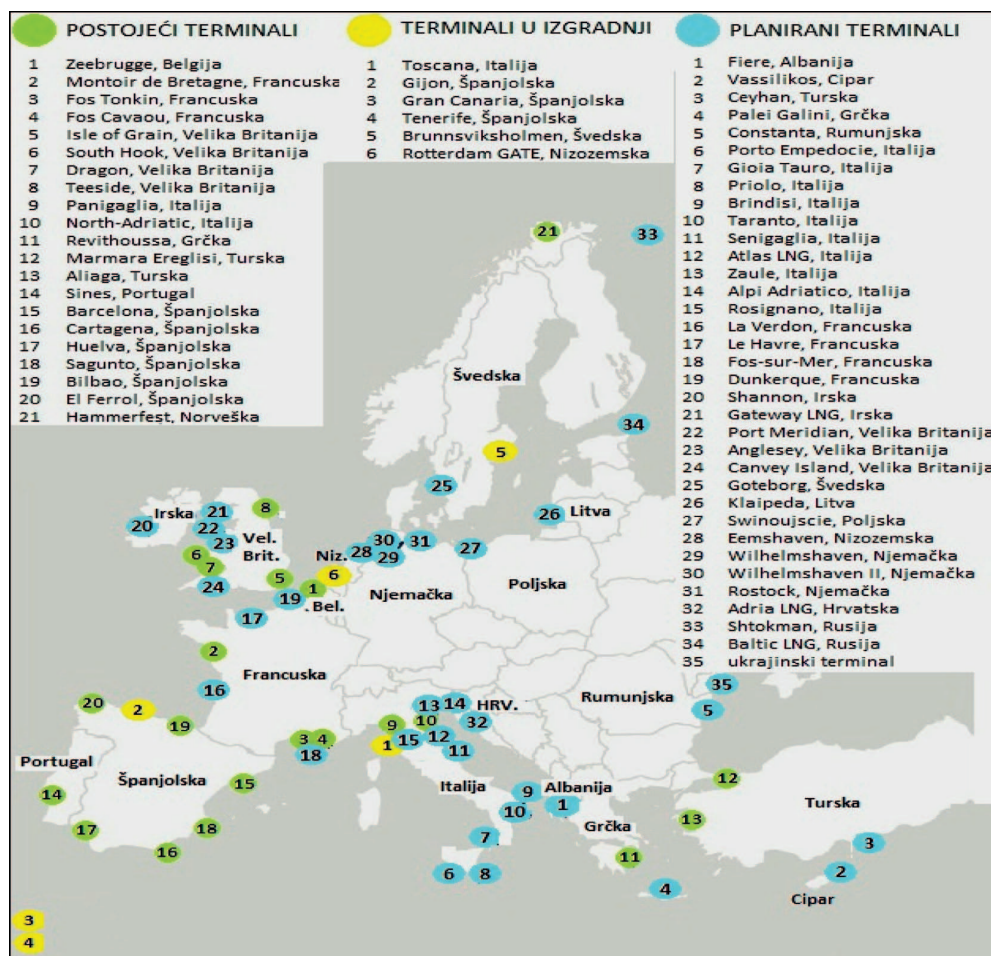 POSTOJEĆI TERMINALI
1 Zeebrugge, Belgija
2 Montoir de Bretagne, Francuska
3 Fos Tonkin, Francuska
4 Fos Cavaou, Francuska
5 Isle of Grain, Velika Britanija
6 South Hook, Velika Britanija
7 Dragon, Velika Britanija
8 Teeside, Velika Britanija
9 Panigaglia, Italija
10 North-Adriatic, Italija
11 Revithoussa, Grčka
12 Marmara Ereglisi, Turska
13 Aliaga, Turska
14 Sines, Portugal
15 Barcelona, Španjolska
16 Cartagena, Španjolska
17 Huelva, Španjolska
18 Sagunto, Španjolska
19 Bilbao, Španjolska
20 El Ferrol, Španjolska
21 Hammerfest, Norveška
TERMINALI U IZGRADNJI
1 Toscana, Italija
2 Gijon, Španjolska
3 Gran Canaria, Španjolska
4 Tenerife, Španjolska
5 Brunnsviksholmen, Švedska
6 Rotterdam GATE, Nizozemska
PLANIRANI TERMINALI
1 Fiere, Albanija
2 Vassilikos, Cipar
3 Ceyhan, Turska
4 Palei Galini, Grčka
5 Constanta, Rumunjska
6 Porto Empedocie, Italija
7 Gioia Tauro, Italija
8 Priolo, Italija
9 Brindisi, Italija
10 Taranto, Italija
11 Senigaglia, Italija
12 Atlas LNG, Italija
13 Zaule, Italija
14 Alpi Adriatico, Italija
15 Rosignano, Italija
16 La Verdon, Francuska
17 Le Havre, Francuska
18 Fos-sur-Mer, Francuska
19 Dunkerque, Francuska
20 Shannon, Irska
21 Gateway LNG, Irska
22 Port Meridian, Velika Britanija
23 Anglesey, Velika Britanija
24 Canvey Island, Velika Britanija
25 Goteborg, Švedska
26 Klaipeda, Litva
27 Swinoujscie, Poljska
28 Eemshaven, Nizozemska
29 Wilhelmshaven, Njemačka
30 Wilhelmshaven II, Njemačka
31 Rostock, Njemačka
32 Adria LNG, Hrvatska
33 Shtokman, Rusija
34 Baltic LNG, Rusija
35 ukrajinski terminal
21
33
Švedska
34
5
25
Irska
21
8
26
Litva
20
22
23
Vel.
Brit.
30
31
27
6
7
Niz.
28
29
24
5
6
1
19
Bel.
Njemačka
Poljska
17
2
Francuska
16
Rumunjska
35
5
20
2
19
13
14
HRV.
9
10
32
3
4
18
1
15
12
11
Portugal
Španjolska
15
14
17
18
16
Italija
9
10
Albanija
1
12
Turska
13
Grčka
7
11
6
8
4
3
2
Cipar
3
4